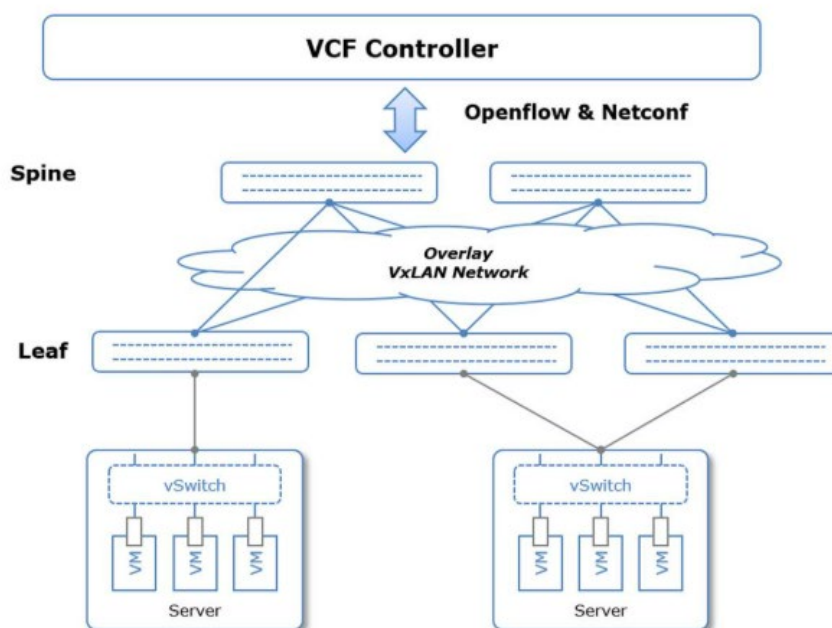 VCF Controller
Openflow & Netconf
Spine
Overlay
VxLAN Network
Leaf
vSwitch
vSwitch
VM
VM
VM
VM
VM
VM
Server
Server